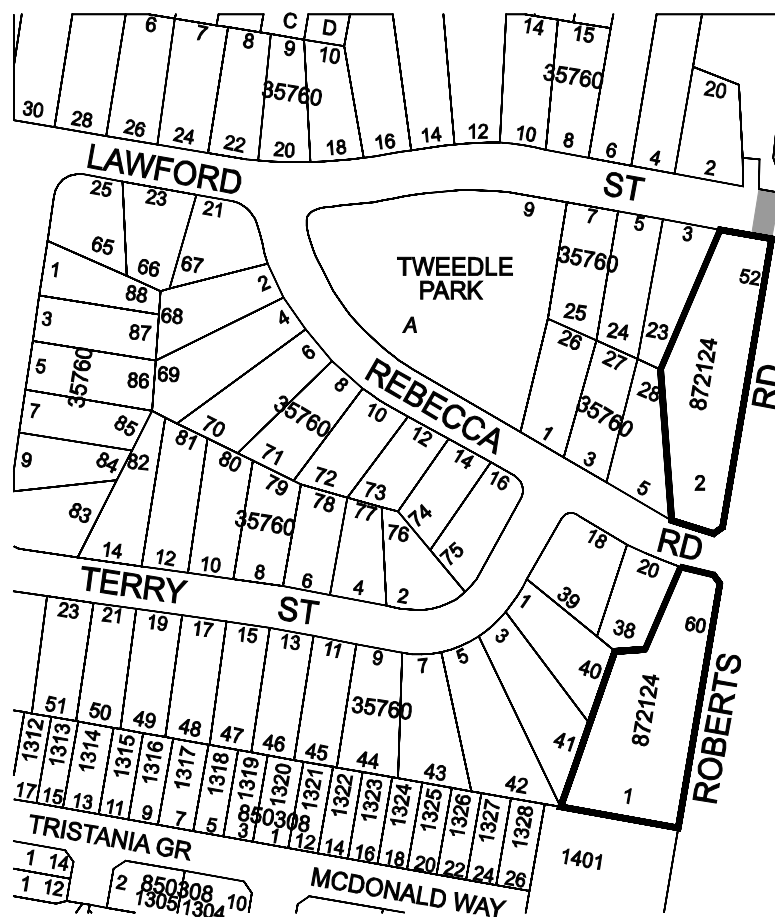 C D
6 7 8 9 10 14 15
35760 35760
20
30 28 26 24 22 20 18 16 14 12 10 8 6 4 2
LAWFORD ST
25 23 21 9 7 5 3
65 66 67
35760
52
TWEEDLE
PARK
A
1 88 68 2
3 87 4
25 24 23
26 27 28
5 35760 86 69 6 8
872124
RD
7 85 70 35760 10 12 14 16
REBECCA
35760
1 3 5 2
9 84 82 81 80 71 72 73 74
79 78 77 76 75
83 35760
RD
14 12 10 8 6 4 2
18 20
TERRY ST
39 38 60
1 3 5
23 21 19 17 15 13 11 9 7
40 41
872124
1
ROBERTS
35760
51 50 49 48 47 46 45 44 43 42
1312 1313 1314 1315 1316 1317 1318 1319 1320 1321 1322 1323 1324 1325 1326 1327 1328
850308
17 15 13 11 9 7 5 3 1 12 14 16 18 20 22 24 26
TRISTANIA GR
1401
MCDONALD WAY
1 14
1 12
2 850308 10
1305 1304